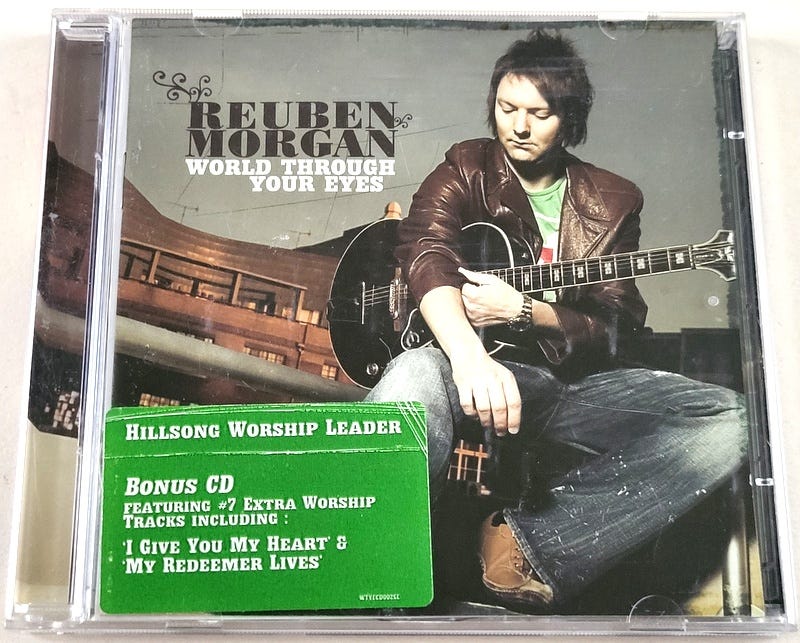 REUBEN
MORGAN
WORLD THROUGH
YOUR EYES
HILLSONG WORSHIP LEADER
BONUS CD
FEATURING #7 EXTRA WORSHIP
TRACKS INCLUDING :
'I GIVE YOU MY HEART' &
'MY REDEEMER LIVES'